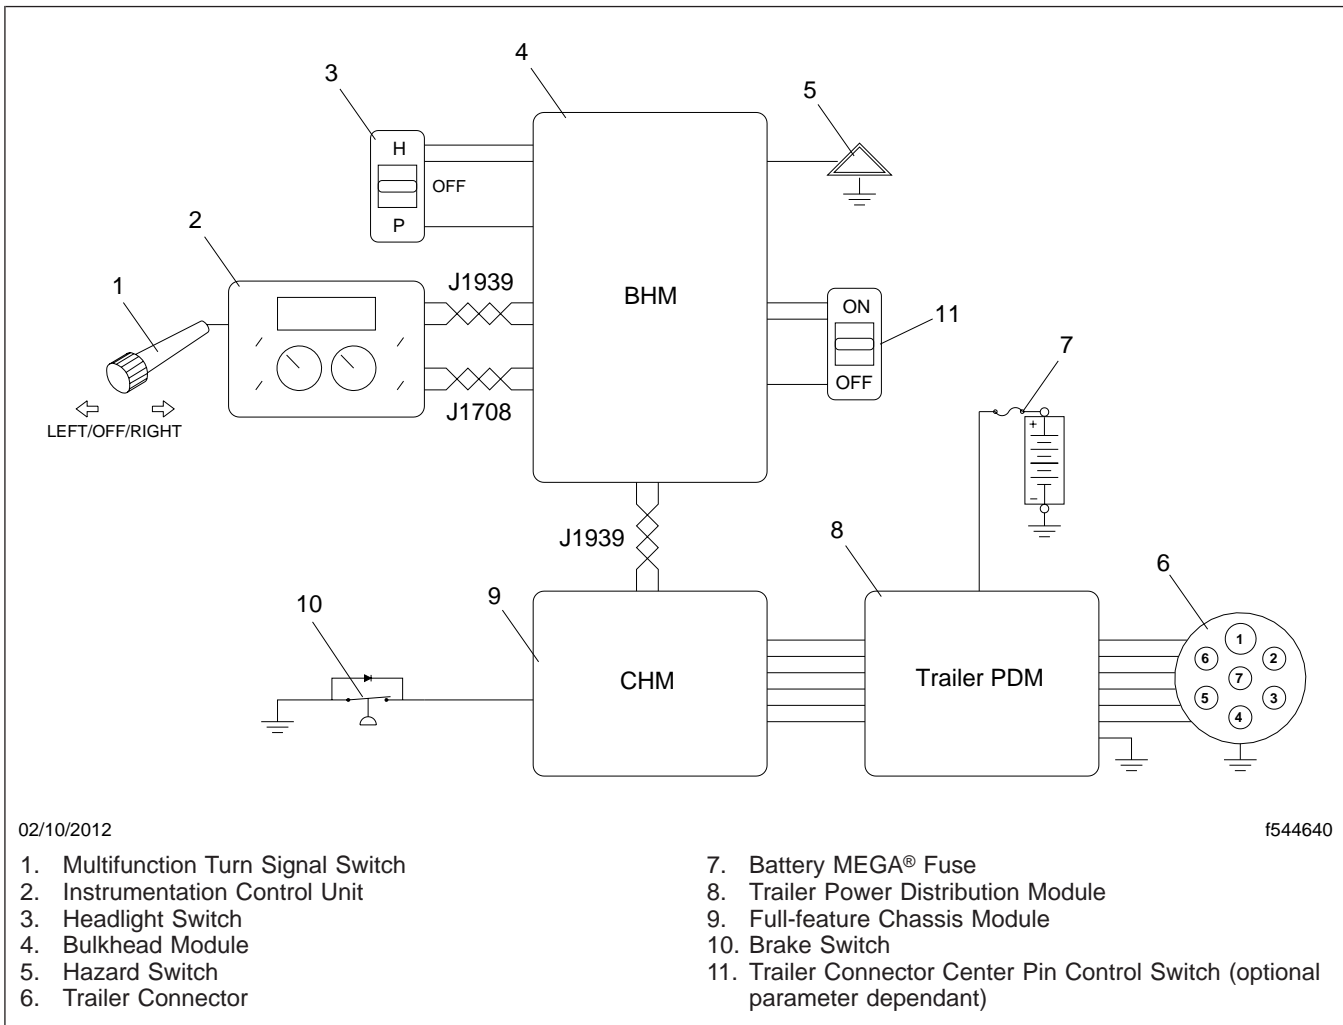 4
3
5
H
OFF
P
2
J1939
1
BHM
ON
11
OFF
7
J1708
LEFT/OFF/RIGHT
+
−
J1939
8
6
9
10
1
6
2
CHM
Trailer PDM
7
5
3
4
02/10/2012
f544640
1. Multifunction Turn Signal Switch
2. Instrumentation Control Unit
3. Headlight Switch
4. Bulkhead Module
5. Hazard Switch
6. Trailer Connector
7. Battery MEGA® Fuse
8. Trailer Power Distribution Module
9. Full-feature Chassis Module
10. Brake Switch
11. Trailer Connector Center Pin Control Switch (optional
parameter dependant)